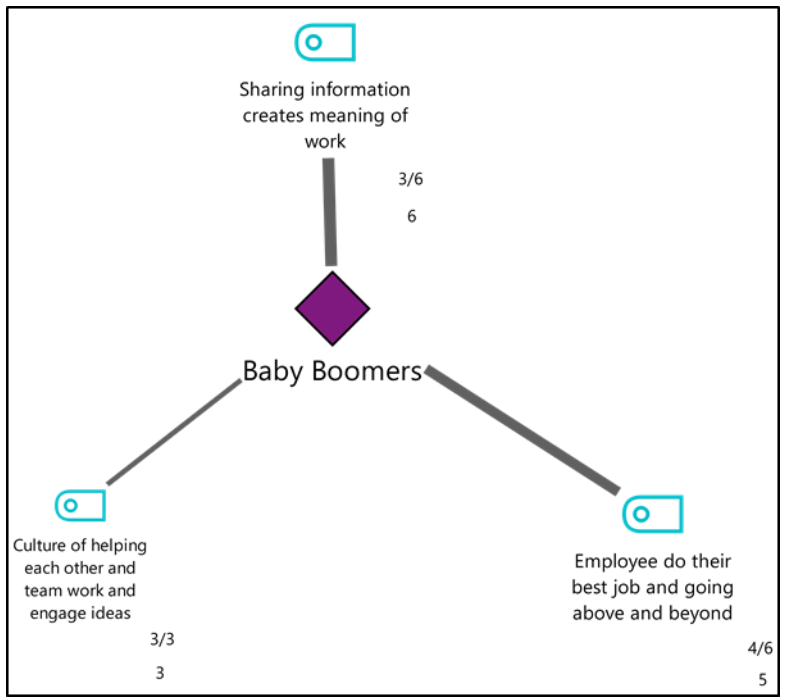 Sharing information
creates meaning of
work
3/6
6
Baby Boomers
Culture of helping
each other and
team work and
engage ideas
3/3
3
Employee do their
best job and going
above and beyond
4/6
5